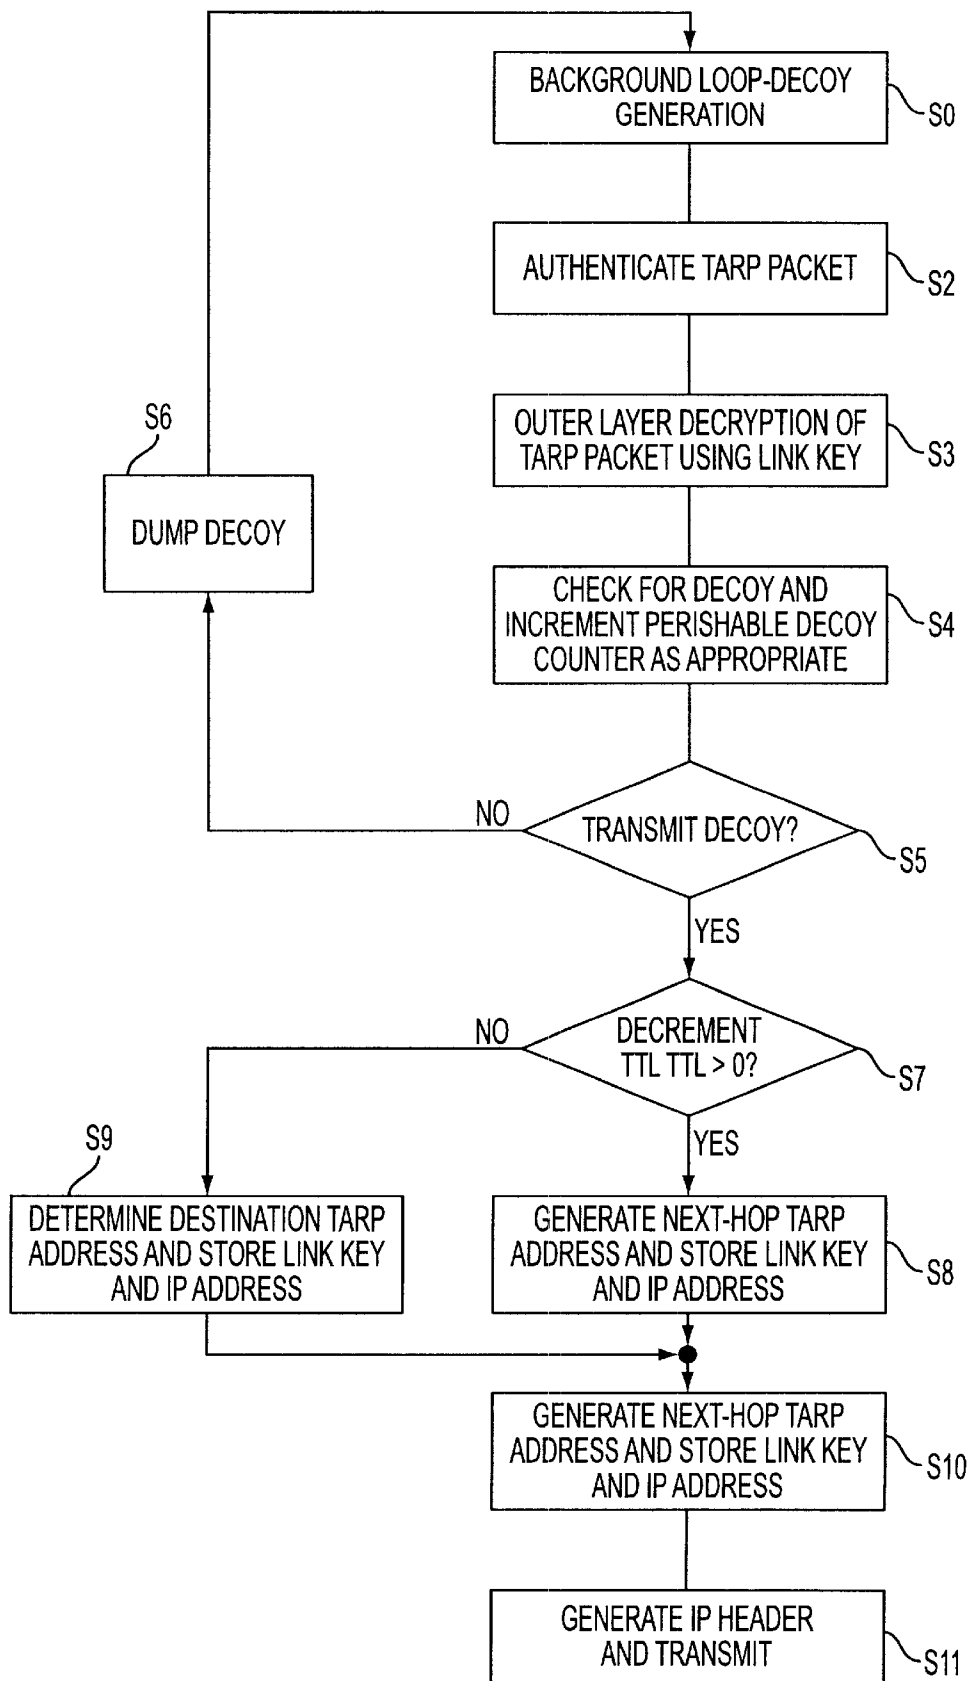 BACKGROUND LOOP-DECOY
GENERATION
S0
AUTHENTICATE TARP PACKET
S2
OUTER LAYER DECRYPTION OF
TARP PACKET USING LINK KEY
S3
S6
DUMP DECOY
CHECK FOR DECOY AND
INCREMENT PERISHABLE DECOY
COUNTER AS APPROPRIATE
S4
NO
TRANSMIT DECOY?
S5
YES
NO
DECREMENT
TTL TTL > 0?
S7
YES
S9
DETERMINE DESTINATION TARP
ADDRESS AND STORE LINK KEY
AND IP ADDRESS
GENERATE NEXT-HOP TARP
ADDRESS AND STORE LINK KEY
AND IP ADDRESS
S8
GENERATE NEXT-HOP TARP
ADDRESS AND STORE LINK KEY
AND IP ADDRESS
S10
GENERATE IP HEADER
AND TRANSMIT
S11